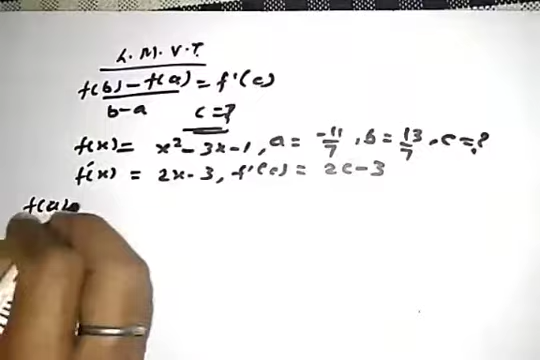 L.M.V.T.
f(b) - f(a) / b-a = f'(c)
c=?
f(x) = x²-3x-1, a = -11/7, b = 13/7, c=?
f'(x) = 2x-3, f'(c) = 2c-3
f(a)